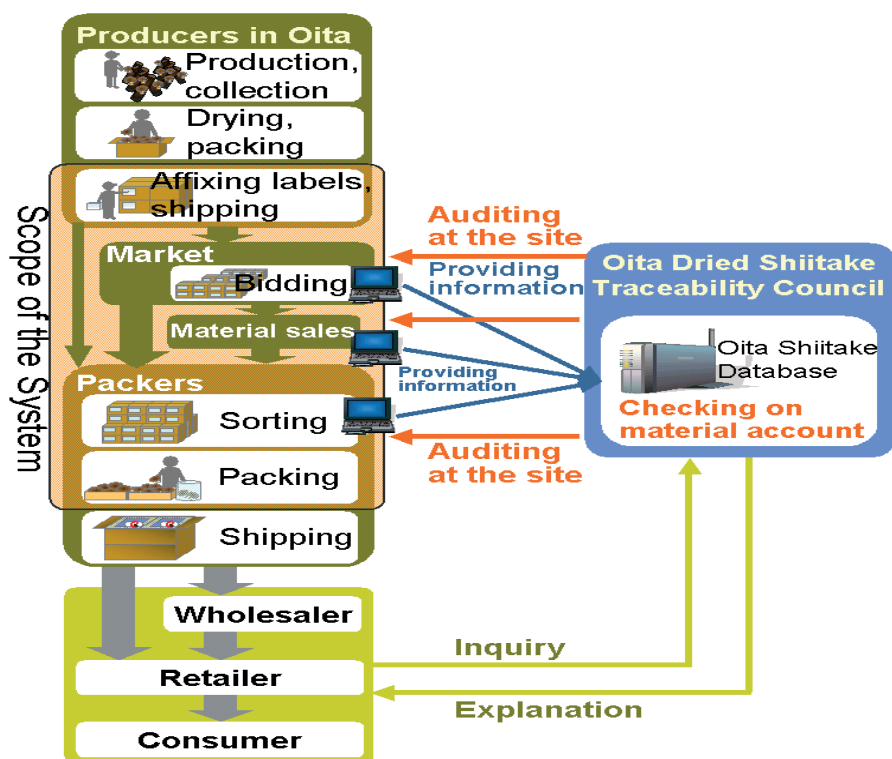 Producers in Oita
Production,
collection
Drying,
packing
Affixing labels,
shipping
Scope of the System
Market
Bidding
Material sales
Packers
Sorting
Packing
Shipping
Wholesaler
Retailer
Consumer
Auditing
at the site
Providing
information
Providing
information
Auditing
at the site
Oita Dried Shiitake
Traceability Council
Oita Shiitake
Database
Checking on
material account
Inquiry
Explanation